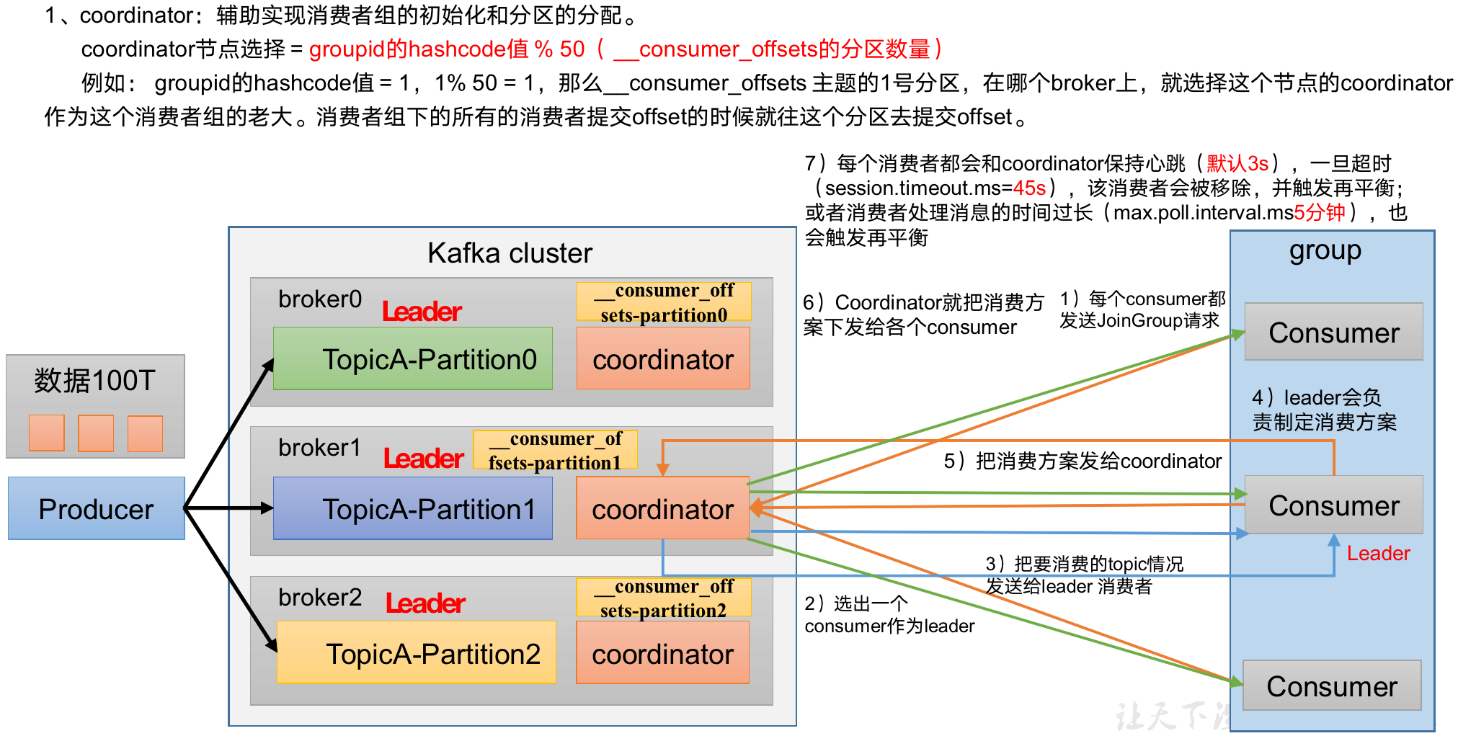 1、coordinator：辅助实现消费者组的初始化和分区的分配。
coordinator节点选择 = groupid的hashcode值 % 50（ __consumer_offsets的分区数量）
例如： groupid的hashcode值 = 1，1% 50 = 1，那么__consumer_offsets 主题的1号分区，在哪个broker上，就选择这个节点的coordinator
作为这个消费者组的老大。消费者组下的所有的消费者提交offset的时候就往这个分区去提交offset。
7）每个消费者都会和coordinator保持心跳（默认3s），一旦超时
（session.timeout.ms=45s），该消费者会被移除，并触发再平衡；
或者消费者处理消息的时间过长（max.poll.interval.ms5分钟），也
会触发再平衡
数据100T
Producer
Kafka cluster
broker0
Leader
__consumer_off
sets-partition0
TopicA-Partition0
coordinator
broker1
Leader
__consumer_of
fsets-partition1
TopicA-Partition1
coordinator
broker2
Leader
__consumer_off
sets-partition2
TopicA-Partition2
coordinator
6）Coordinator就把消费方
案下发给各个consumer
1）每个consumer都
发送JoinGroup请求
5）把消费方案发给coordinator
3）把要消费的topic情况
发送给leader 消费者
2）选出一个
consumer作为leader
group
Consumer
4）leader会负
责制定消费方案
Consumer
Leader
Consumer
让天下没